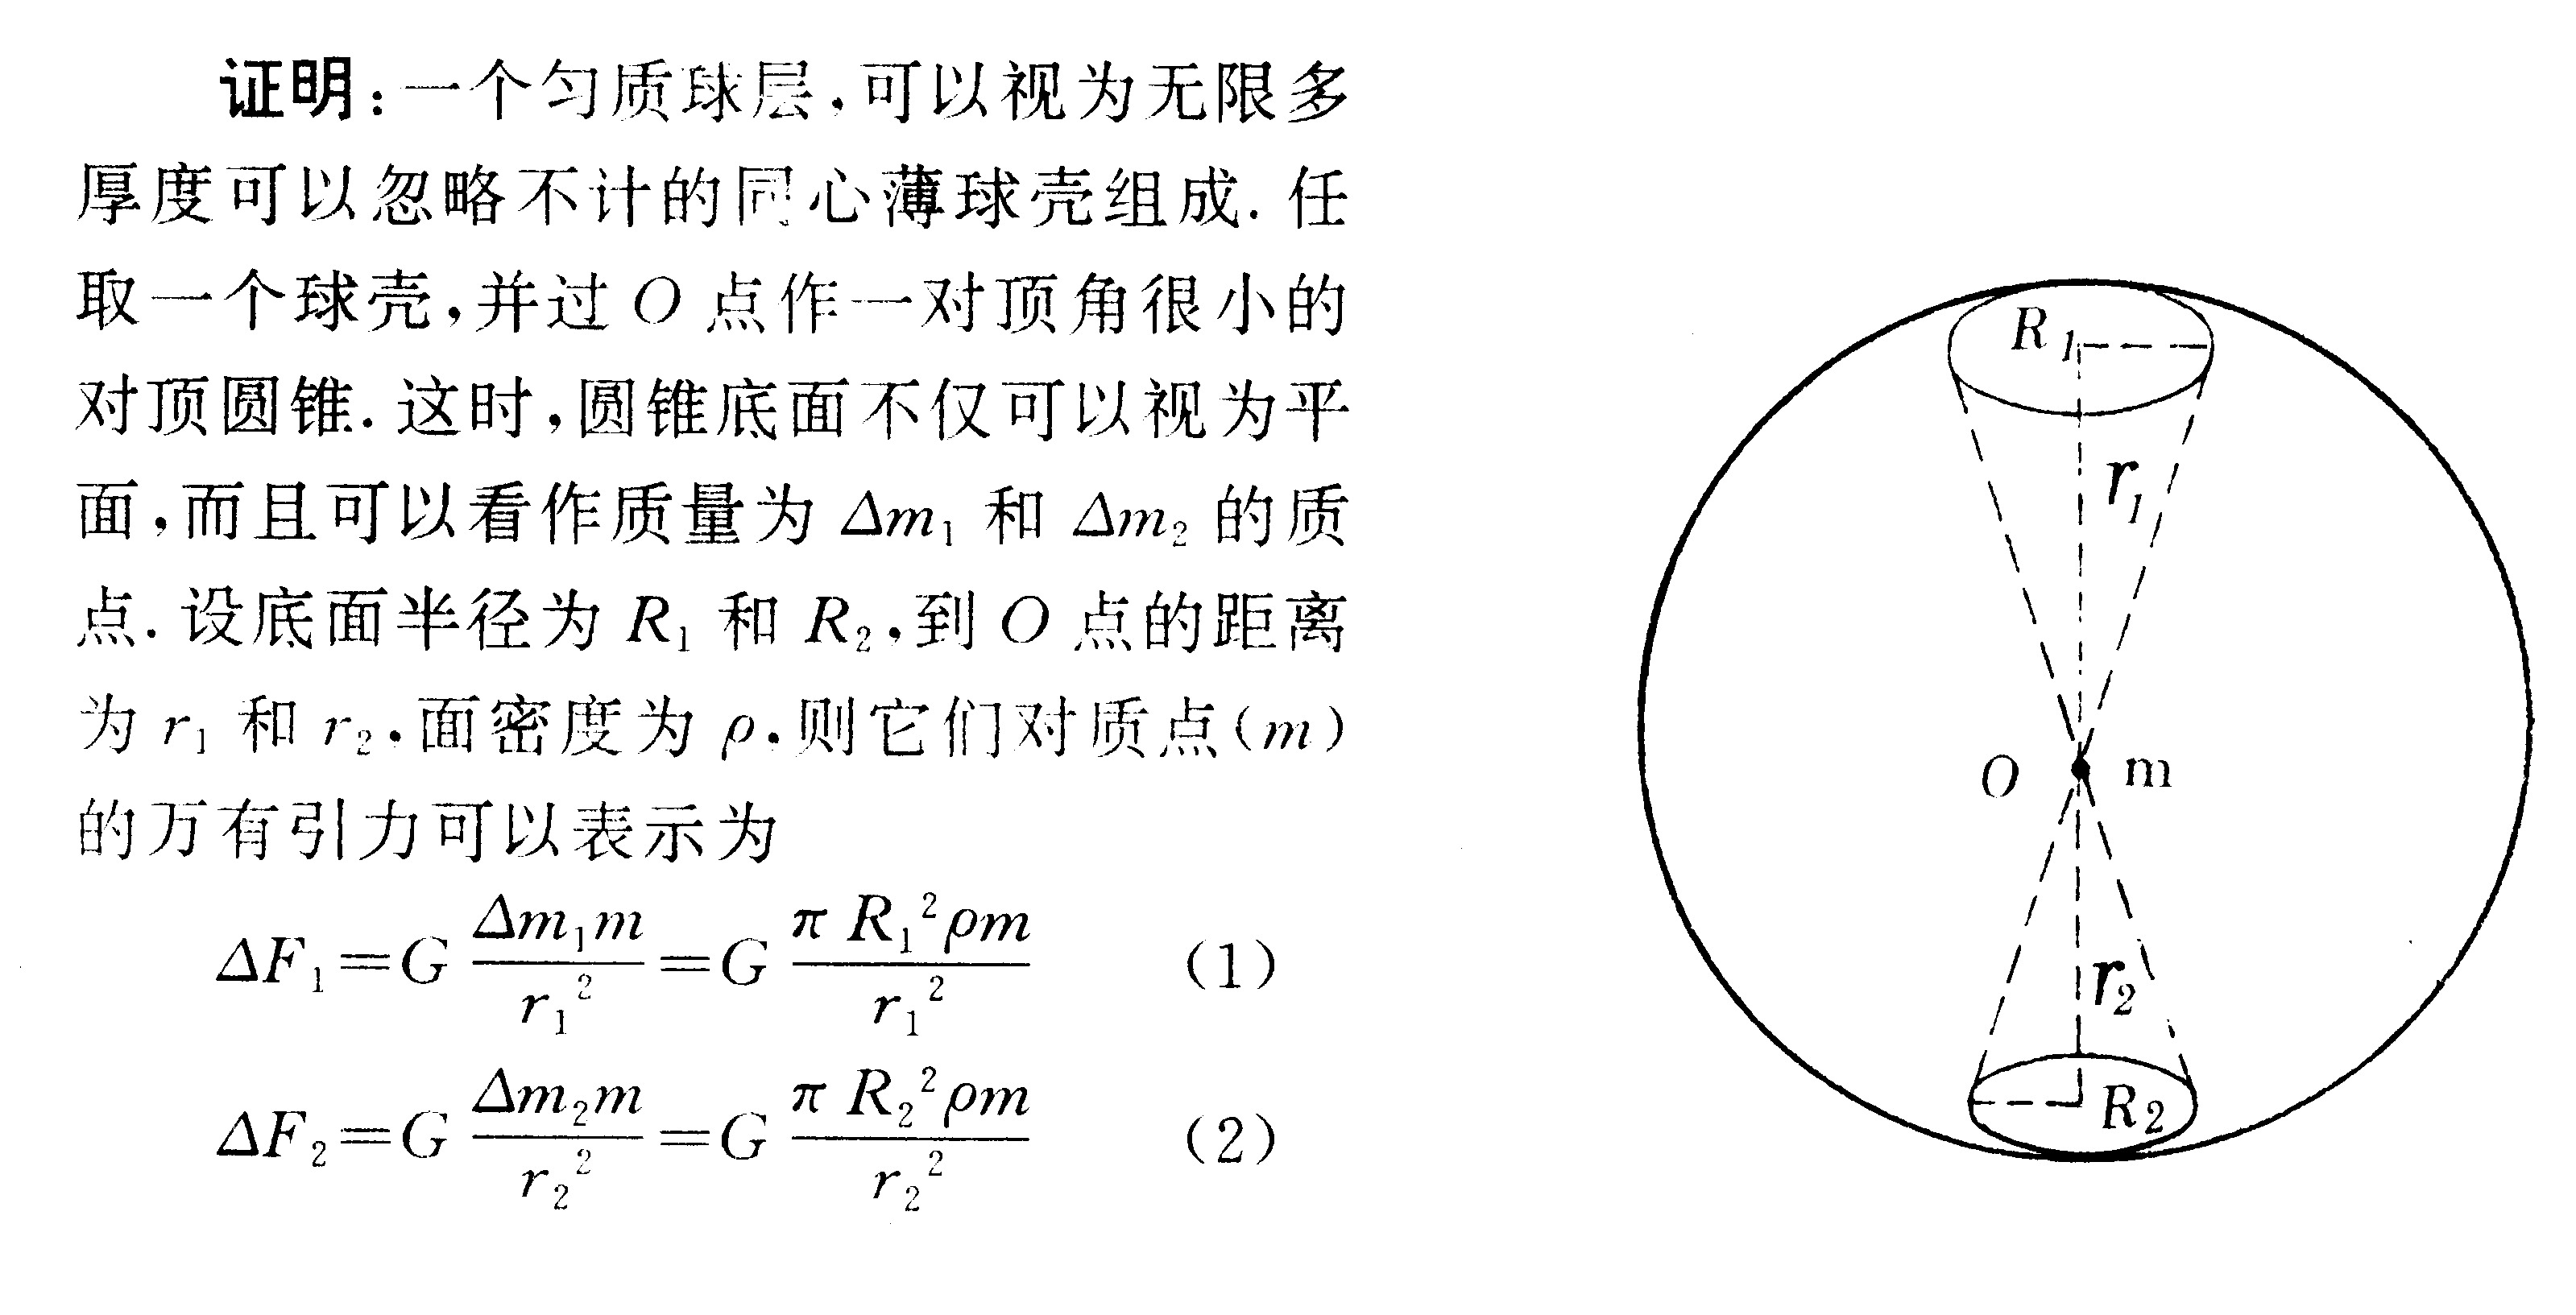 证明:一个匀质球层,可以视为无限多
厚度可以忽略不计的同心薄球壳组成. 任
取一个球壳,并过 O 点作一对顶角很小的
对顶圆锥. 这时,圆锥底面不仅可以视为平
面,而且可以看作质量为 Δm₁ 和 Δm₂ 的质
点. 设底面半径为 R₁ 和 R₂,到 O 点的距离
为 r₁ 和 r₂,面密度为 ρ,则它们对质点(m)
的万有引力可以表示为
ΔF₁=G Δm₁m/r₁²=G πR₁²ρm/r₁² (1)
ΔF₂=G Δm₂m/r₂²=G πR₂²ρm/r₂² (2)
R₁
r₁
O m
r₂
R₂